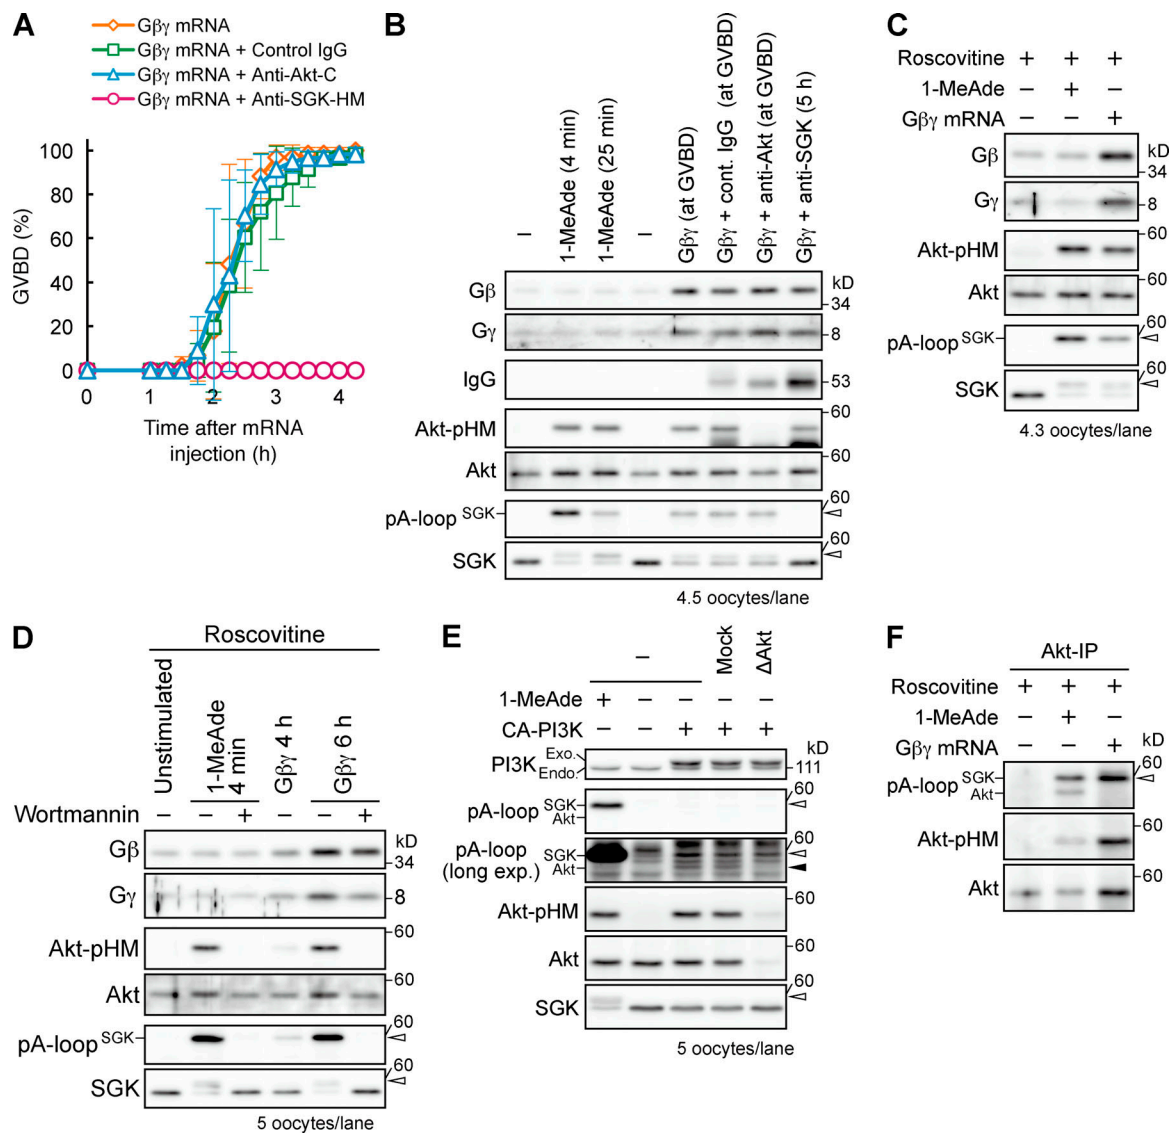 A
Gβγ mRNA
Gβγ mRNA + Control IgG
Gβγ mRNA + Anti-Akt-C
Gβγ mRNA + Anti-SGK-HM
GVBD (%)
100
80
60
40
20
0
0 1 2 3 4
Time after mRNA
injection (h)
B
–
1-MeAde (4 min)
1-MeAde (25 min)
–
Gβγ (at GVBD)
Gβγ + cont. IgG (at GVBD)
Gβγ + anti-Akt (at GVBD)
Gβγ + anti-SGK (5 h)
kD
Gβ 34
Gγ 8
IgG 53
Akt-pHM 60
Akt 60
pA-loop SGK 60
SGK 60
4.5 oocytes/lane
C
Roscovitine + + +
1-MeAde – + –
Gβγ mRNA – – +
kD
Gβ 34
Gγ 8
Akt-pHM 60
Akt 60
pA-loop SGK 60
SGK 60
4.3 oocytes/lane
D
Roscovitine
Unstimulated
1-MeAde
4 min
Gβγ 4 h
Gβγ 6 h
Wortmannin – – + – – +
kD
Gβ 34
Gγ 8
Akt-pHM 60
Akt 60
pA-loop SGK 60
SGK 60
5 oocytes/lane
E
–
Mock
ΔAkt
1-MeAde + – – – –
CA-PI3K – – + + +
kD
PI3K Exo.
Endo. 111
pA-loop SGK 60
Akt
pA-loop
(long exp.) SGK 60
Akt
Akt-pHM 60
Akt 60
SGK 60
5 oocytes/lane
F
Akt-IP
Roscovitine + + +
1-MeAde – + –
Gβγ mRNA – – +
kD
pA-loop SGK 60
Akt
Akt-pHM 60
Akt 60